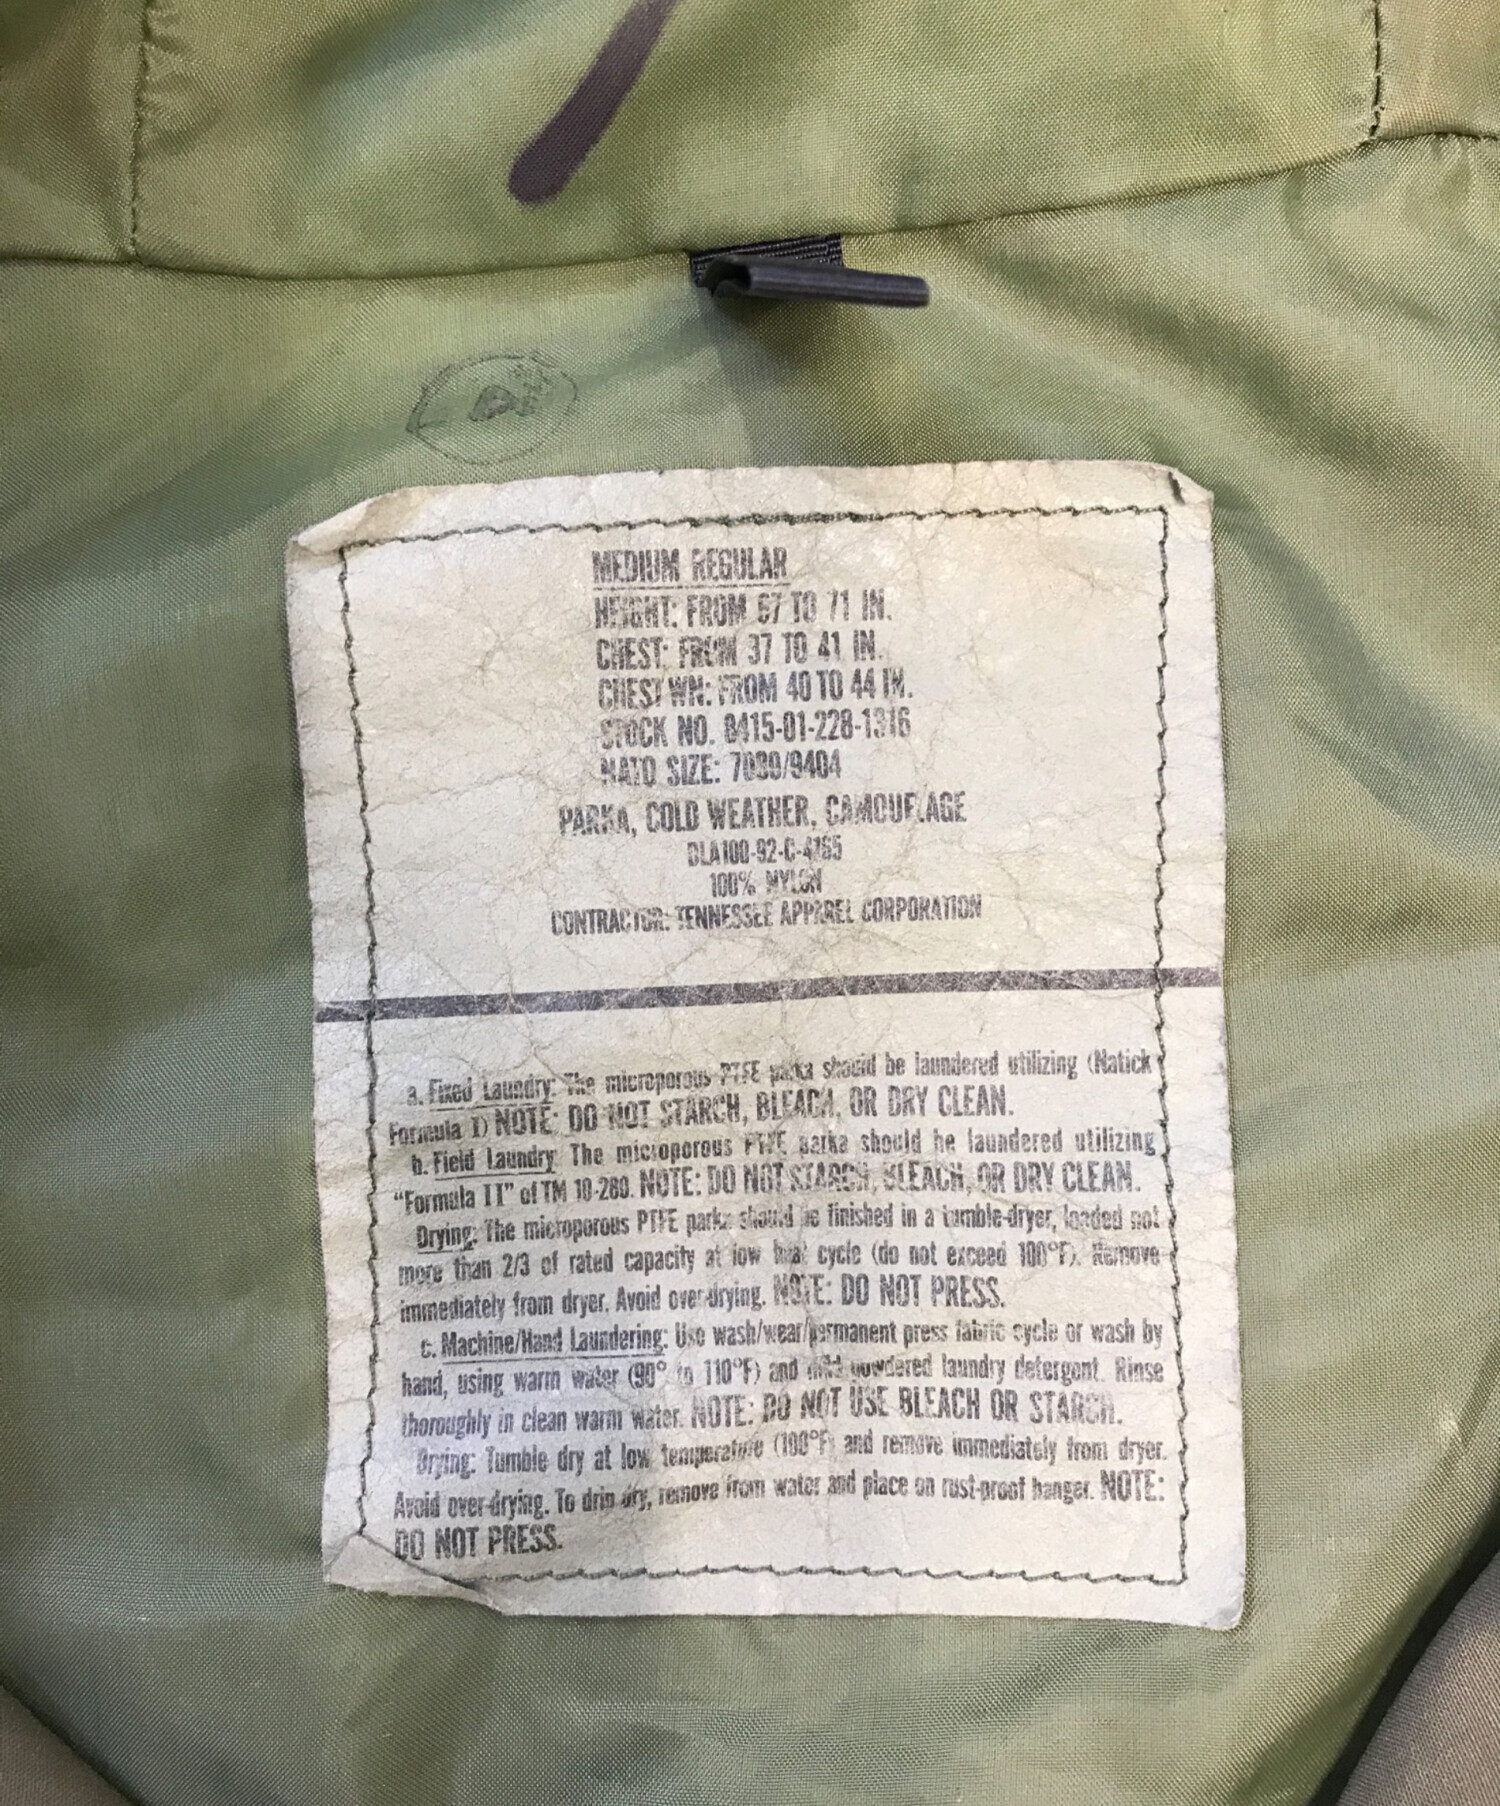 MEDIUM REGULAR
HEIGHT: FROM 67 TO 71 IN.
CHEST: FROM 37 TO 41 IN.
CHEST WN: FROM 40 TO 44 IN.
STOCK NO. 8415-01-228-1316
NATO SIZE: 7080/9404
PARKA, COLD WEATHER, CAMOUFLAGE
DLA100-92-C-4165
100% NYLON
CONTRACTOR: TENNESSEE APPAREL CORPORATION
a. Fixed Laundry: The microporous PTFE parka should be laundered utilizing (Natick
Formula I) NOTE: DO NOT STARCH, BLEACH, OR DRY CLEAN.
b. Field Laundry: The microporous PTFE parka should be laundered utilizing
"Formula II" of TM 10-280. NOTE: DO NOT STARCH, BLEACH, OR DRY CLEAN.
Drying: The microporous PTFE parka should be finished in a tumble-dryer, loaded not
more than 2/3 of rated capacity at low heat cycle (do not exceed 100°F). Remove
immediately from dryer. Avoid over-drying. NOTE: DO NOT PRESS.
c. Machine/Hand Laundering: Use wash/wear/permanent press fabric cycle or wash by
hand, using warm water (90° to 110°F) and mild powdered laundry detergent. Rinse
thoroughly in clean warm water. NOTE: DO NOT USE BLEACH OR STARCH.
Drying: Tumble dry at low temperature (100°F) and remove immediately from dryer.
Avoid over-drying. To drip dry, remove from water and place on rust-proof hanger. NOTE:
DO NOT PRESS.